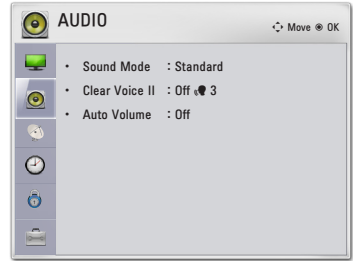 AUDIO
Move ◉ OK
• Sound Mode : Standard
• Clear Voice II : Off 3
• Auto Volume : Off